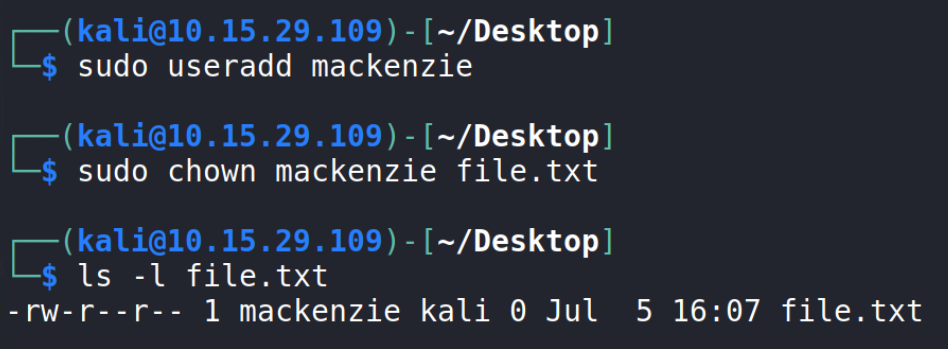 ┌──(kali@10.15.29.109)-[~/Desktop]
└─$ sudo useradd mackenzie
┌──(kali@10.15.29.109)-[~/Desktop]
└─$ sudo chown mackenzie file.txt
┌──(kali@10.15.29.109)-[~/Desktop]
└─$ ls -l file.txt
-rw-r--r-- 1 mackenzie kali 0 Jul  5 16:07 file.txt